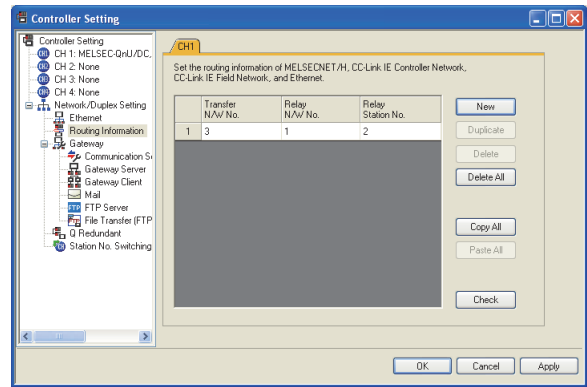 Controller Setting
Controller Setting
CH 1: MELSEC-QnU/DC,
CH 2: None
CH 3: None
CH 4: None
Network/Duplex Setting
Ethernet
Routing Information
Gateway
Communication S
Gateway Server
Gateway Client
Mail
FTP Server
File Transfer (FTP
Q Redundant
Station No. Switching
CH1
Set the routing information of MELSECNET/H, CC-Link IE Controller Network,
CC-Link IE Field Network, and Ethernet.
Transfer N/W No. Relay N/W No. Relay Station No.
1 3 1 2
New
Duplicate
Delete
Delete All
Copy All
Paste All
Check
OK Cancel Apply